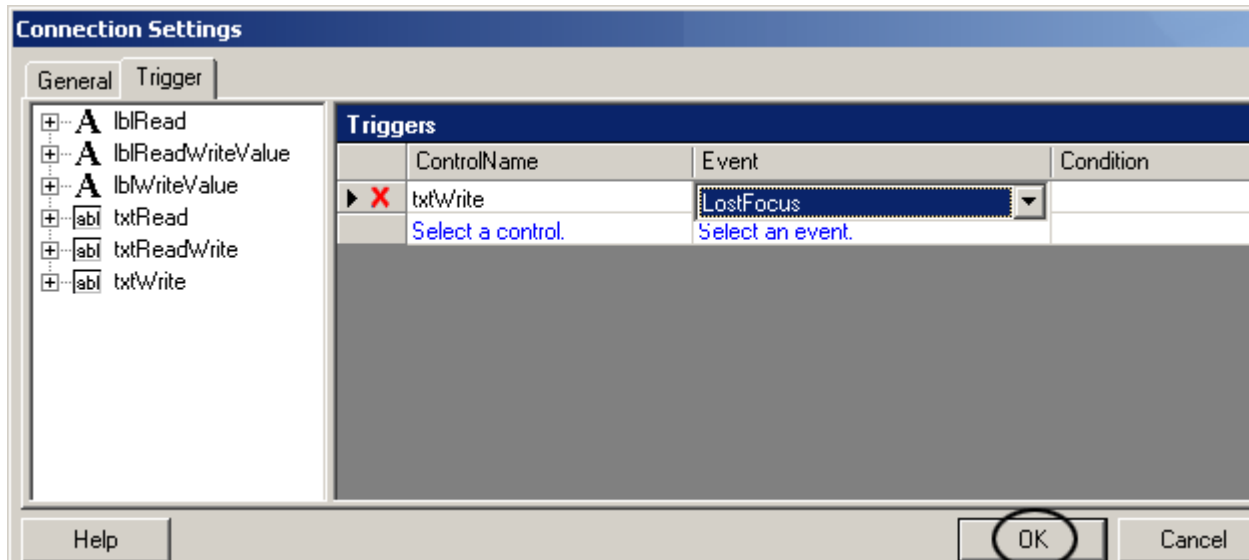 Connection Settings
General Trigger
lblRead
lblReadWriteValue
lblWriteValue
txtRead
txtReadWrite
txtWrite
Triggers
ControlName Event Condition
txtWrite LostFocus
Select a control. Select an event.
Help OK Cancel